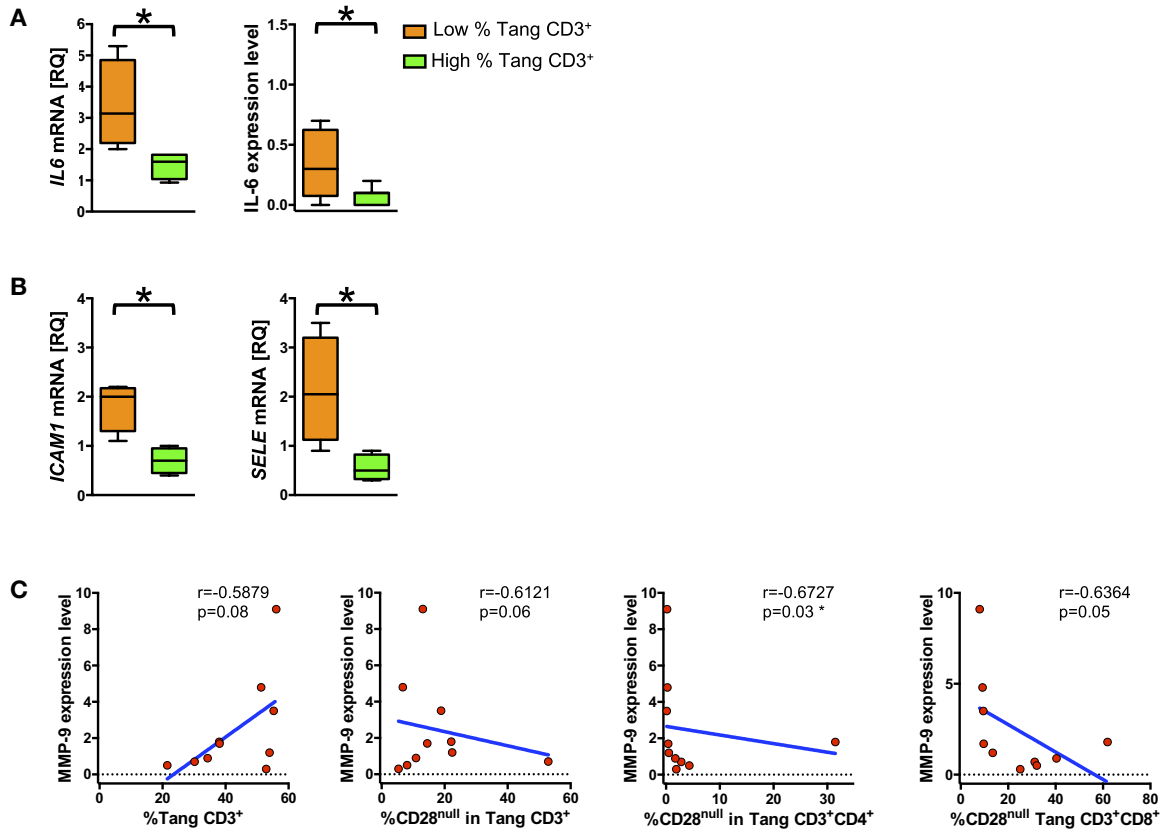 A
IL6 mRNA [RQ]
6
5
4
3
2
1
0
*
IL-6 expression level
1.5
1.0
0.5
0.0
*
Low % Tang CD3⁺
High % Tang CD3⁺
B
ICAM1 mRNA [RQ]
4
3
2
1
0
*
SELE mRNA [RQ]
4
3
2
1
0
*
C
MMP-9 expression level
10
8
6
4
2
0
r=-0.5879
p=0.08
0 20 40 60
%Tang CD3⁺
MMP-9 expression level
10
8
6
4
2
0
r=-0.6121
p=0.06
0 20 40 60
%CD28ⁿᵘˡˡ in Tang CD3⁺
MMP-9 expression level
10
8
6
4
2
0
r=-0.6727
p=0.03 *
0 10 20 30
%CD28ⁿᵘˡˡ in Tang CD3⁺CD4⁺
MMP-9 expression level
10
5
0
r=-0.6364
p=0.05
0 20 40 60 80
%CD28ⁿᵘˡˡ Tang CD3⁺CD8⁺